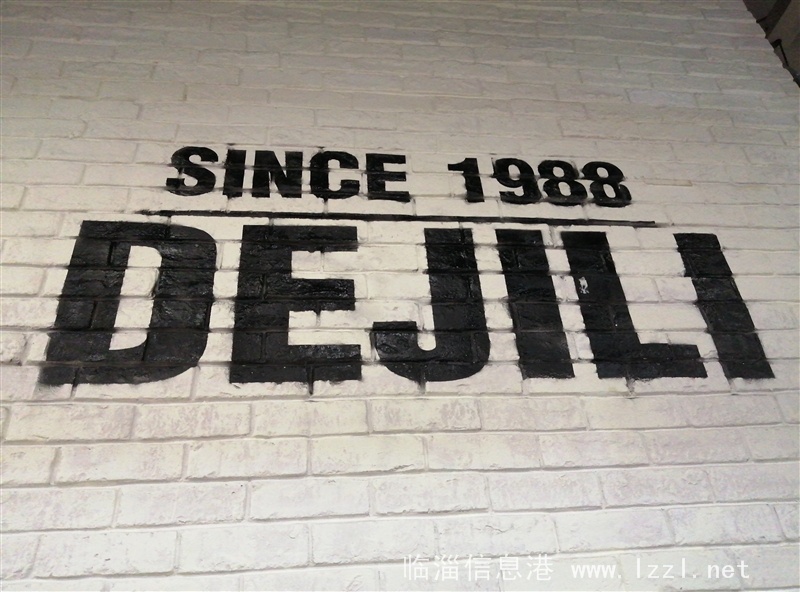 SINCE 1988
DEJILI
临淄信息港 www.lzzl.net